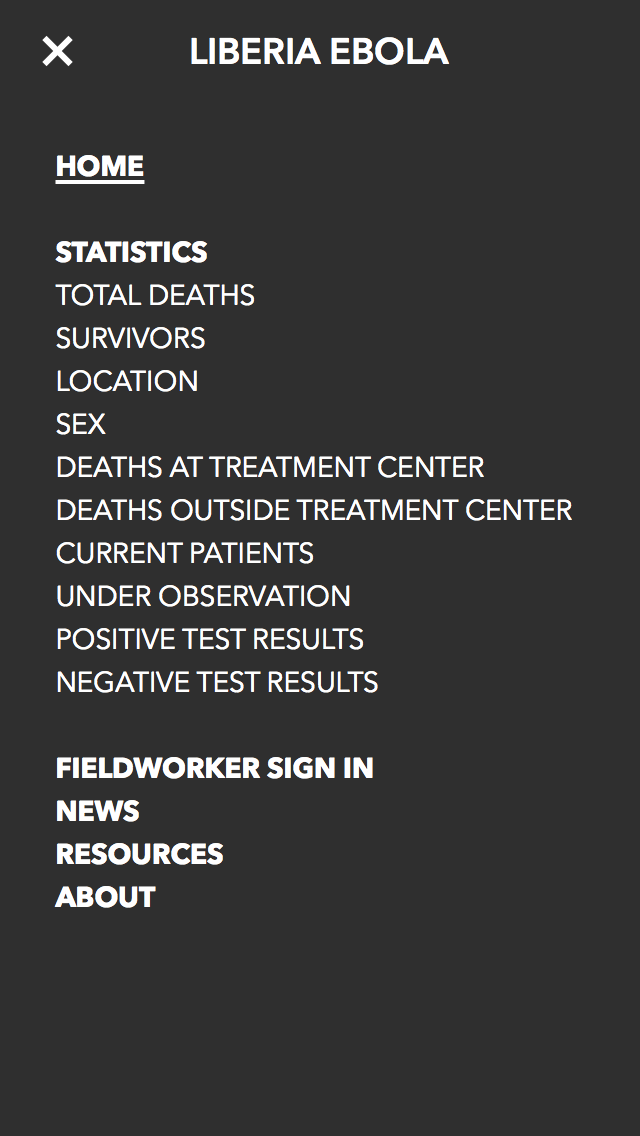 LIBERIA EBOLA
HOME
STATISTICS
TOTAL DEATHS
SURVIVORS
LOCATION
SEX
DEATHS AT TREATMENT CENTER
DEATHS OUTSIDE TREATMENT CENTER
CURRENT PATIENTS
UNDER OBSERVATION
POSITIVE TEST RESULTS
NEGATIVE TEST RESULTS
FIELDWORKER SIGN IN
NEWS
RESOURCES
ABOUT